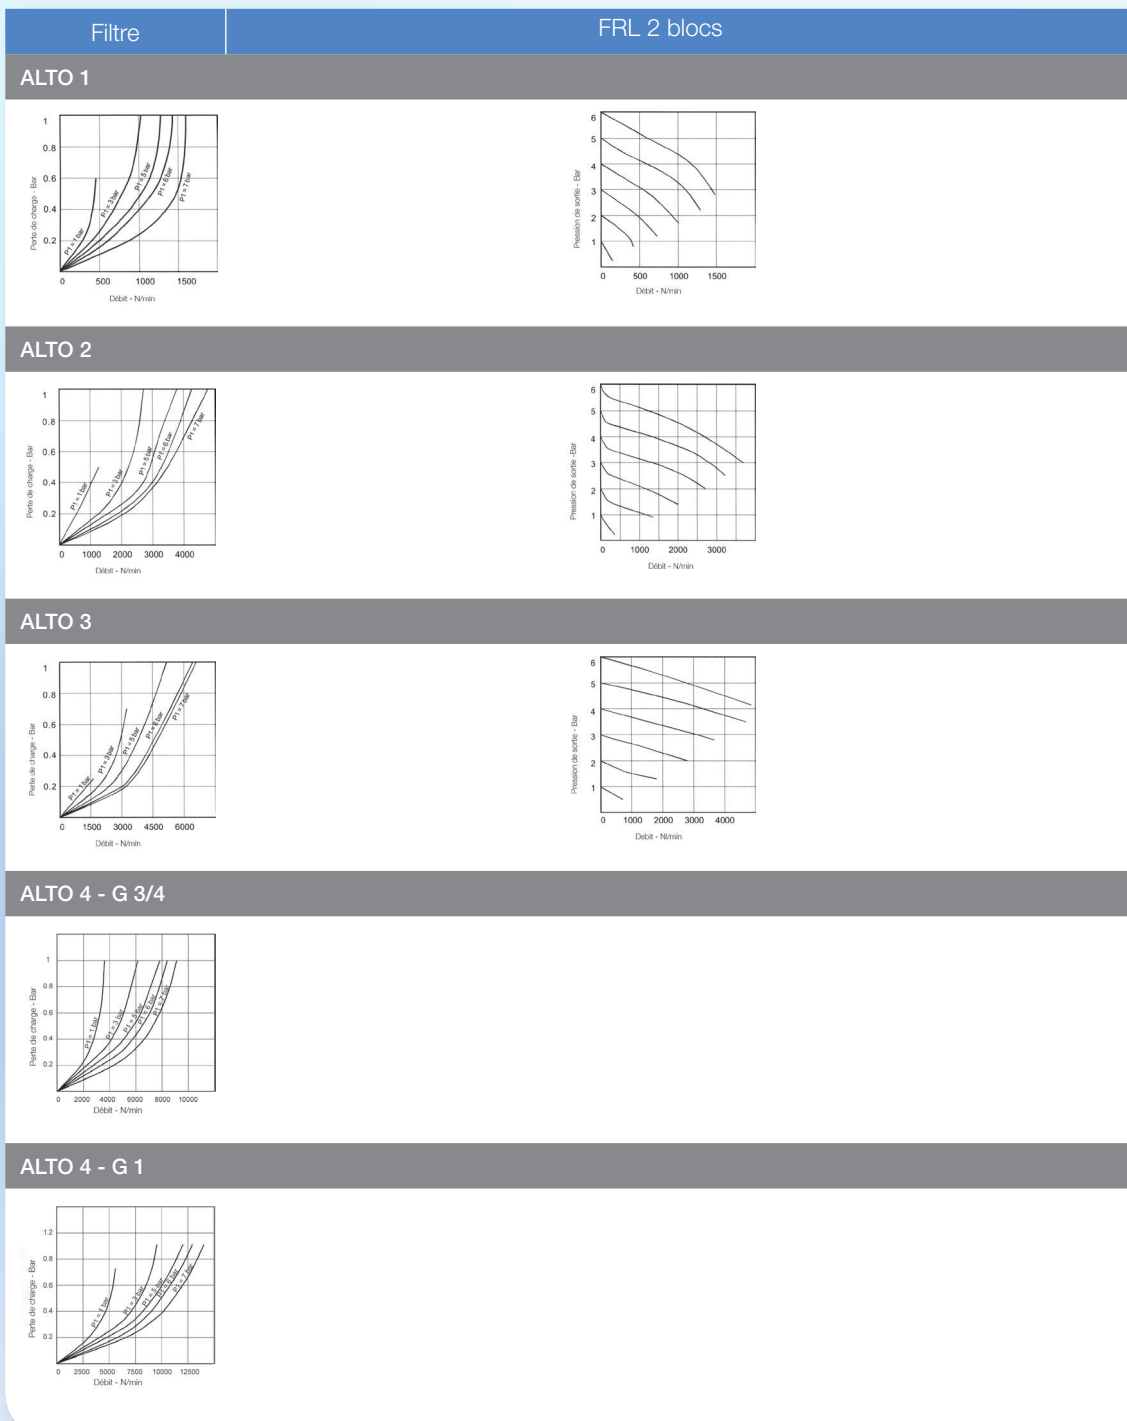 Filtre
FRL 2 blocs
ALTO 1
1
0.8
0.6
0.4
0.2
Perte de charge - Bar
P1 = 1 bar
P1 = 3 bar
P1 = 5 bar
P1 = 6 bar
P1 = 7 bar
0 500 1000 1500
Débit - N/min
6
5
4
3
2
1
Pression de sortie - Bar
0 500 1000 1500
Débit - N/min
ALTO 2
1
0.8
0.6
0.4
0.2
Perte de charge - Bar
P1 = 1 bar
P1 = 3 bar
P1 = 5 bar
P1 = 6 bar
P1 = 7 bar
0 1000 2000 3000 4000
Débit - N/min
6
5
4
3
2
1
Pression de sortie -Bar
0 1000 2000 3000
Débit - N/min
ALTO 3
1
0.8
0.6
0.4
0.2
Perte de charge - Bar
P1 = 1 bar
P1 = 3 bar
P1 = 5 bar
P1 = 6 bar
P1 = 7 bar
0 1500 3000 4500 6000
Débit - N/min
6
5
4
3
2
1
Pression de sortie - Bar
0 1000 2000 3000 4000
Debit - Nl/min
ALTO 4 - G 3/4
1
0.8
0.6
0.4
0.2
Perte de charge - Bar
P1 = 1 bar
P1 = 3 bar
P1 = 5 bar
P1 = 6 bar
P1 = 7 bar
0 2000 4000 6000 8000 10000
Débit - N/min
ALTO 4 - G 1
1.2
0.8
0.6
0.4
0.2
Perte de charge - Bar
P1 = 1 bar
P1 = 3 bar
P1 = 5 bar
P1 = 6 bar
P1 = 7 bar
0 2500 5000 7500 10000 12500
Débit - N/min